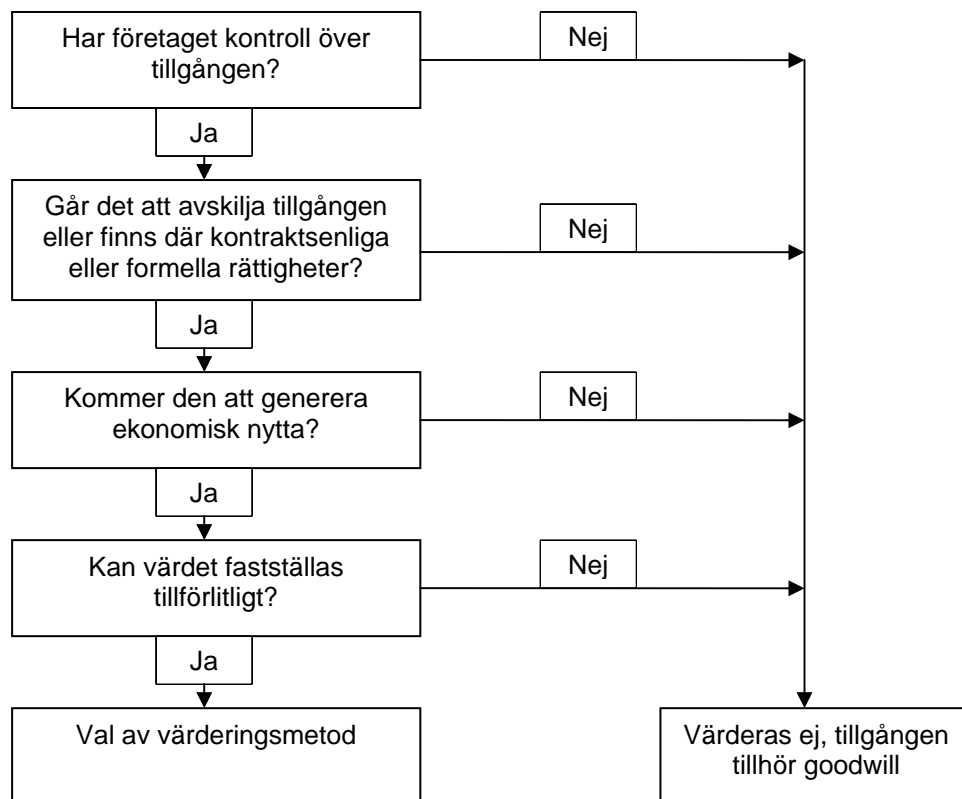 Har företaget kontroll över
tillgången?
Nej
Ja
Går det att avskilja tillgången
eller finns där kontraktsenliga
eller formella rättigheter?
Nej
Ja
Kommer den att generera
ekonomisk nytta?
Nej
Ja
Kan värdet fastställas
tillförlitligt?
Nej
Ja
Val av värderingsmetod
Värderas ej, tillgången
tillhör goodwill